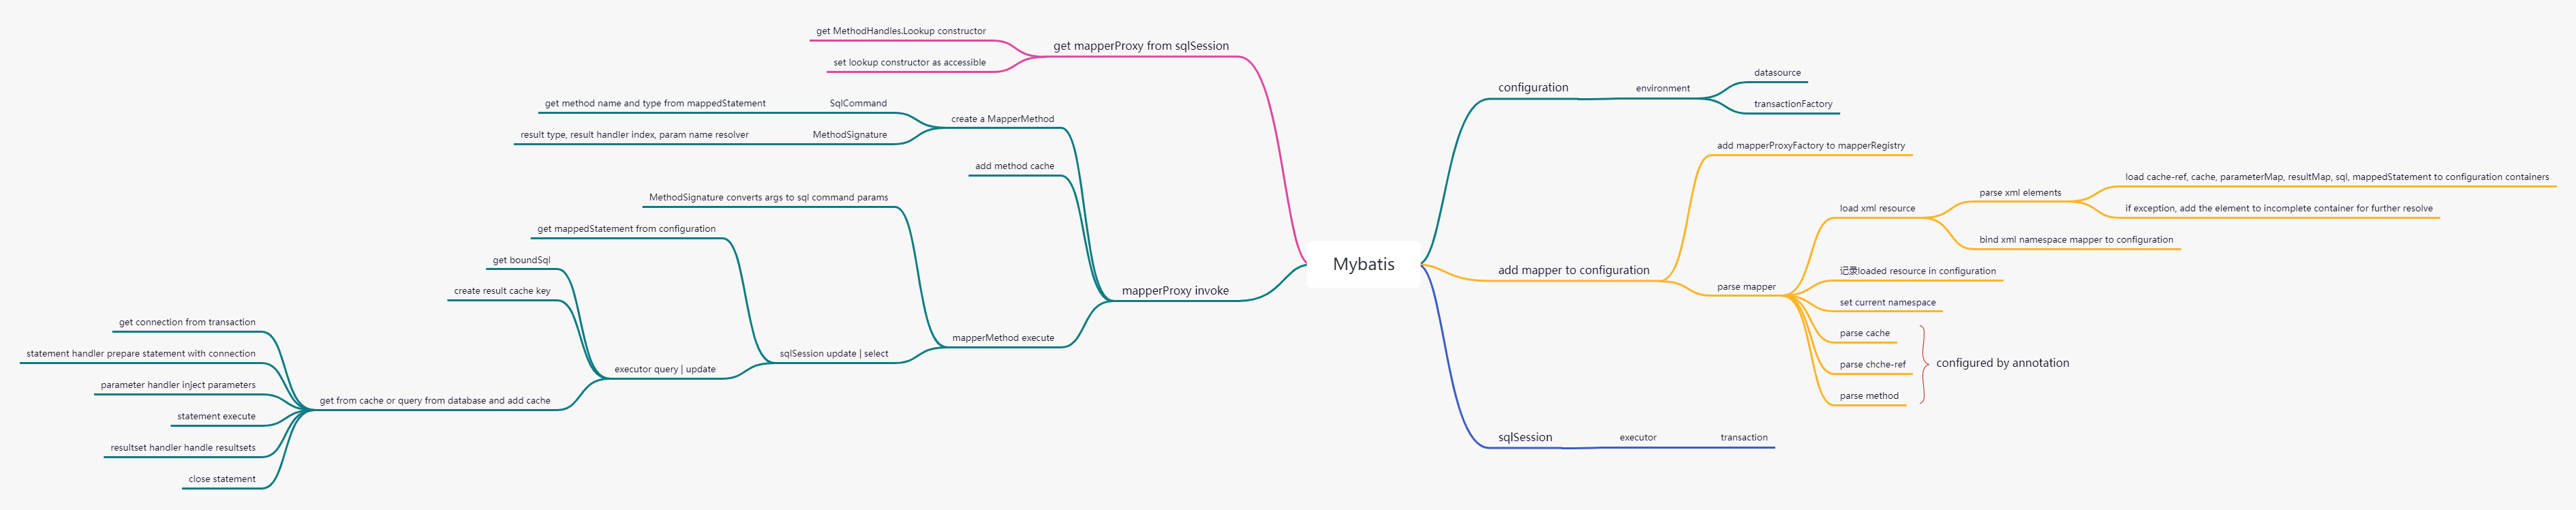 Mybatis
configuration
environment
datasource
transactionFactory
add mapper to configuration
add mapperProxyFactory to mapperRegistry
parse mapper
load xml resource
parse xml elements
load cache-ref, cache, parameterMap, resultMap, sql, mappedStatement to configuration containers
if exception, add the element to incomplete container for further resolve
bind xml namespace mapper to configuration
记录loaded resource in configuration
set current namespace
parse cache
parse chche-ref
parse method
configured by annotation
sqlSession
executor
transaction
get mapperProxy from sqlSession
get MethodHandles.Lookup constructor
set lookup constructor as accessible
mapperProxy invoke
create a MapperMethod
SqlCommand
get method name and type from mappedStatement
MethodSignature
result type, result handler index, param name resolver
add method cache
mapperMethod execute
MethodSignature converts args to sql command params
sqlSession update | select
get mappedStatement from configuration
executor query | update
get boundSql
create result cache key
get from cache or query from database and add cache
get connection from transaction
statement handler prepare statement with connection
parameter handler inject parameters
statement execute
resultset handler handle resultsets
close statement